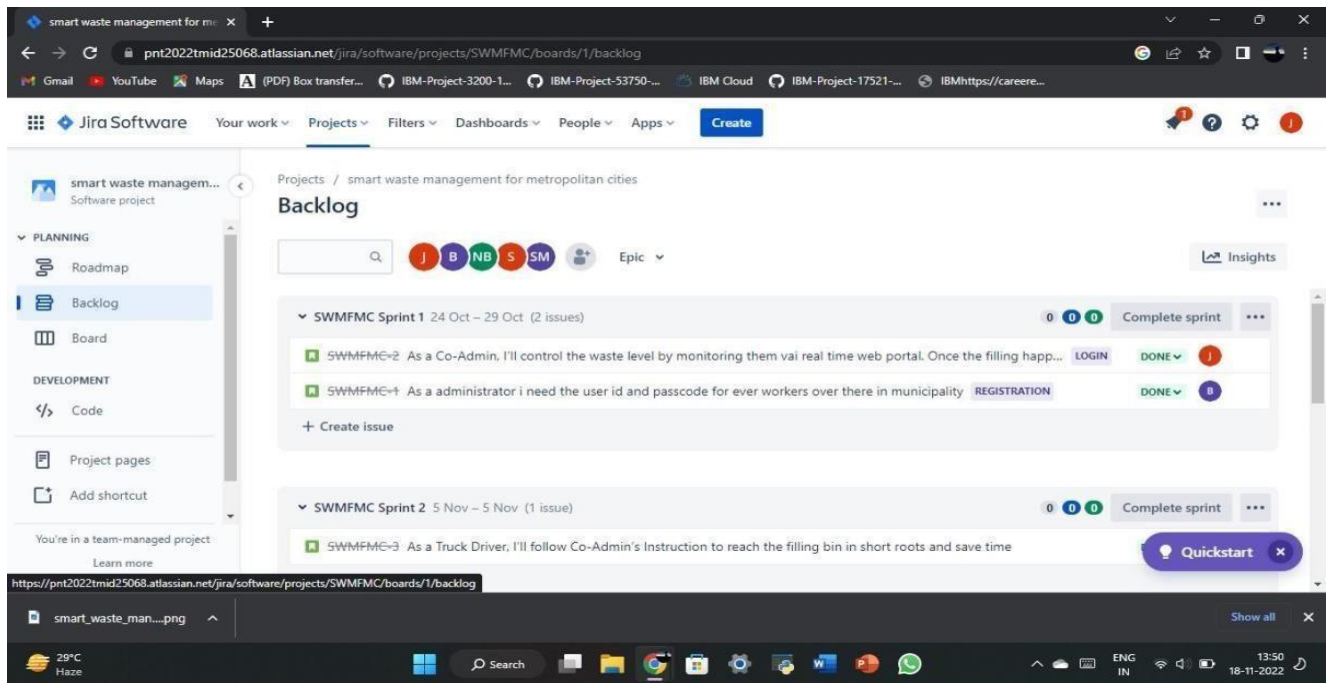 smart waste management for me
pnt2022tmid25068.atlassian.net/jira/software/projects/SWMFMC/boards/1/backlog
Gmail YouTube Maps (PDF) Box transfer... IBM-Project-3200-1... IBM-Project-53750-... IBM Cloud IBM-Project-17521-... IBMhttps://careere...
Jira Software Your work Projects Filters Dashboards People Apps Create 1 J
smart waste managem...
Software project
PLANNING
Roadmap
Backlog
Board
DEVELOPMENT
Code
Project pages
Add shortcut
You're in a team-managed project
Learn more
Projects / smart waste management for metropolitan cities
Backlog
J B NB S SM Epic Insights
SWMFMC Sprint 1 24 Oct – 29 Oct (2 issues) 0 0 0 Complete sprint
SWMFMC-2 As a Co-Admin, I'll control the waste level by monitoring them vai real time web portal. Once the filling happ... LOGIN DONE J
SWMFMC-1 As a administrator i need the user id and passcode for ever workers over there in municipality REGISTRATION DONE B
+ Create issue
SWMFMC Sprint 2 5 Nov – 5 Nov (1 issue) 0 0 0 Complete sprint
SWMFMC-3 As a Truck Driver, I'll follow Co-Admin's Instruction to reach the filling bin in short roots and save time
Quickstart
https://pnt2022tmid25068.atlassian.net/jira/software/projects/SWMFMC/boards/1/backlog
smart_waste_man....png Show all
29°C
Haze
Search
ENG
IN
13:50
18-11-2022